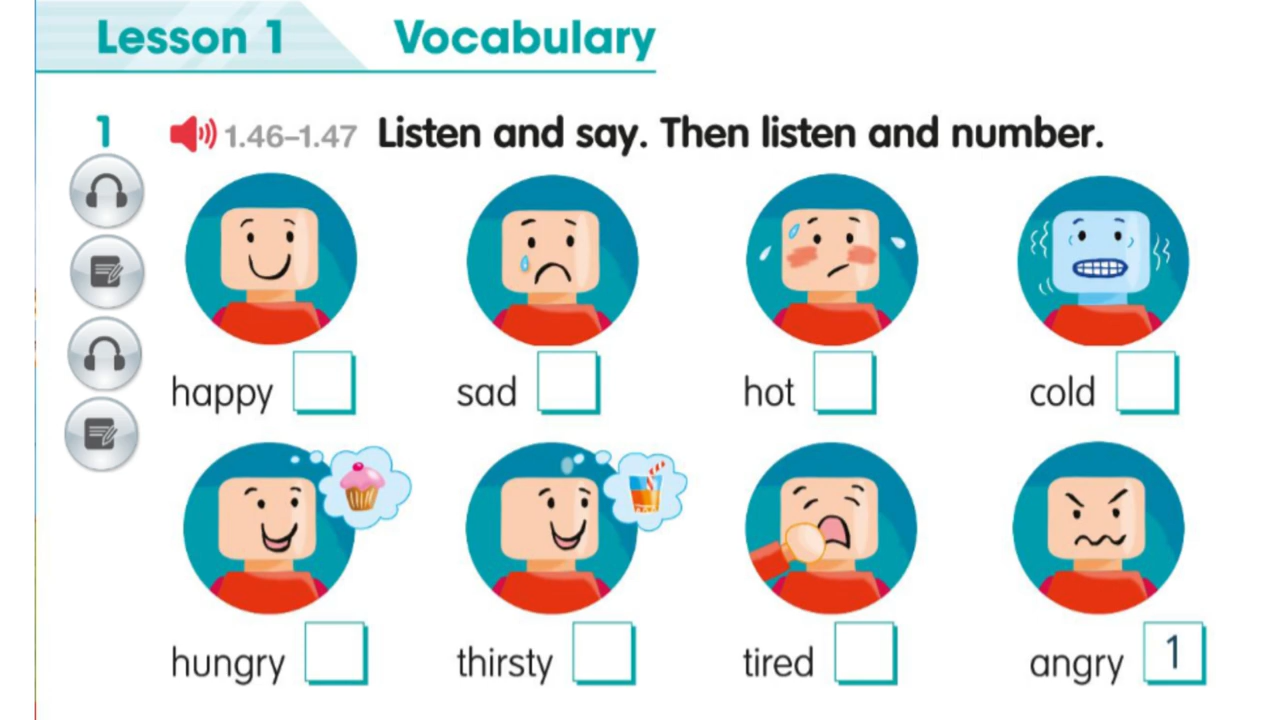 Lesson 1 Vocabulary
1 1.46–1.47 Listen and say. Then listen and number.
happy sad hot cold
hungry thirsty tired angry 1